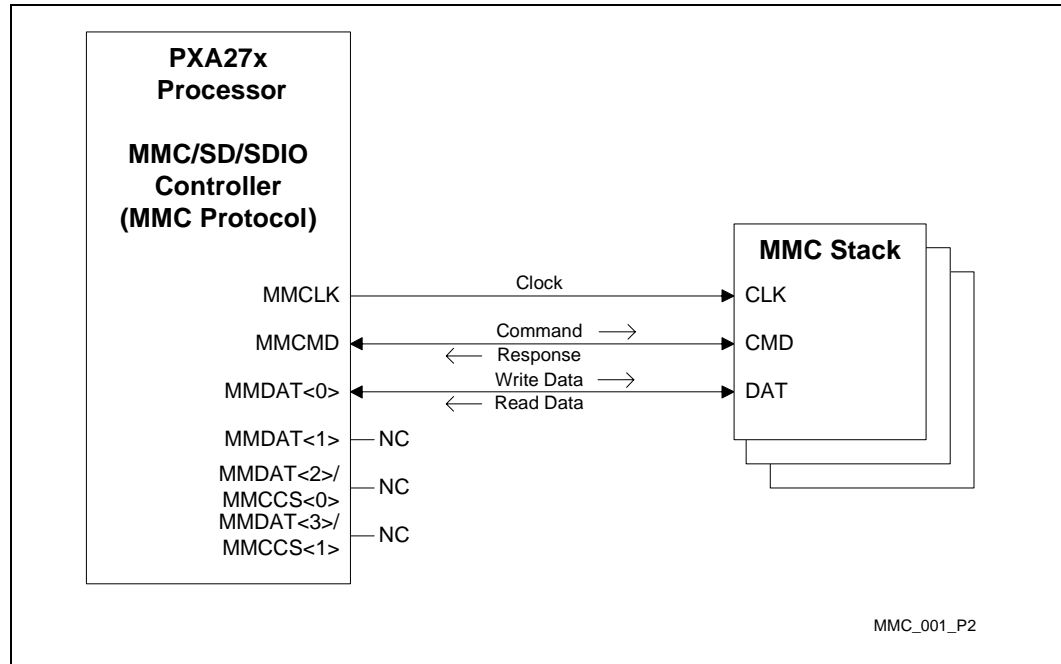 PXA27x
Processor
MMC/SD/SDIO
Controller
(MMC Protocol)
MMC Stack
MMCLK
Clock
CLK
MMCMD
Command
Response
CMD
MMDAT<0>
Write Data
Read Data
DAT
MMDAT<1>
NC
MMDAT<2>/
MMCCS<0>
NC
MMDAT<3>/
MMCCS<1>
NC
MMC_001_P2